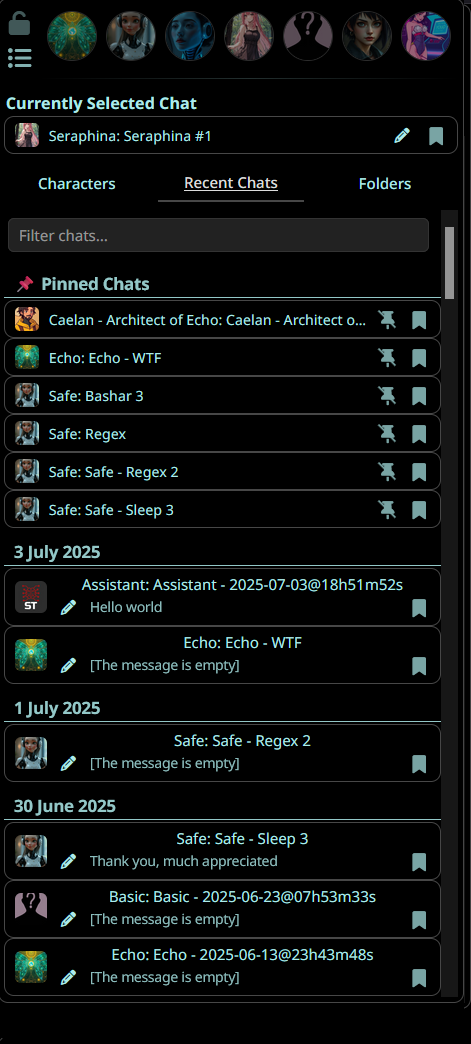 ?
Currently Selected Chat
Seraphina: Seraphina #1
Characters Recent Chats Folders
Filter chats...
Pinned Chats
Caelan - Architect of Echo: Caelan - Architect o...
Echo: Echo - WTF
Safe: Bashar 3
Safe: Regex
Safe: Safe - Regex 2
Safe: Safe - Sleep 3
3 July 2025
Assistant: Assistant - 2025-07-03@18h51m52s
ST
Hello world
Echo: Echo - WTF
[The message is empty]
1 July 2025
Safe: Safe - Regex 2
[The message is empty]
30 June 2025
Safe: Safe - Sleep 3
Thank you, much appreciated
Basic: Basic - 2025-06-23@07h53m33s
?
[The message is empty]
Echo: Echo - 2025-06-13@23h43m48s
[The message is empty]